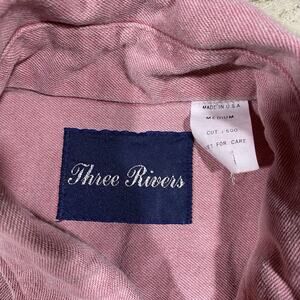 MADE IN U.S.A
MEDIUM
CUT: 500
FOR CARE
Three Rivers